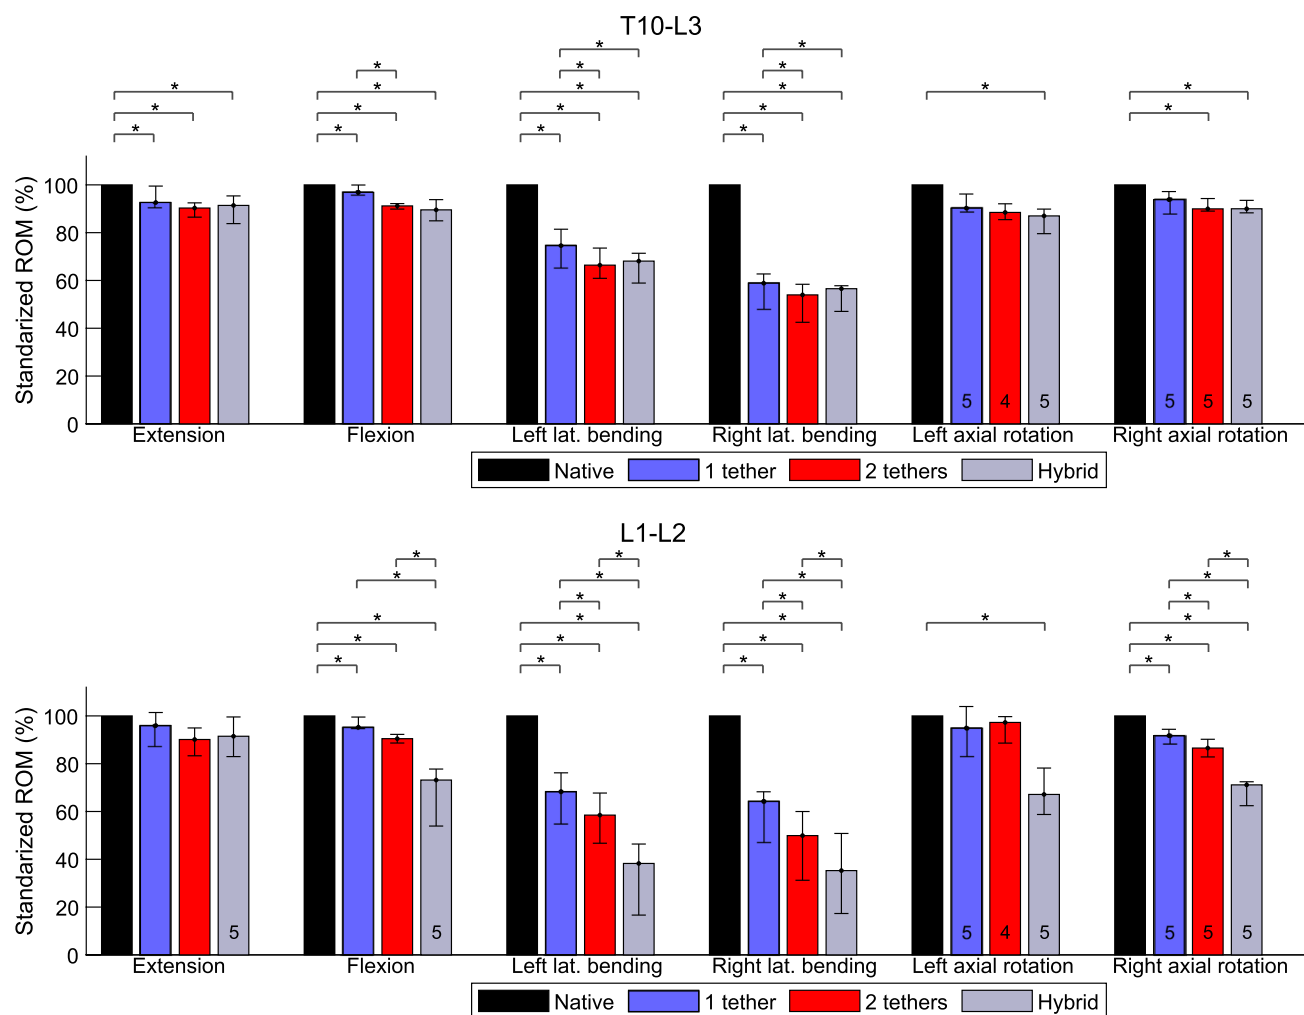 T10-L3
* * *
* * * *
* * * * * * * *
* * * * *
* * * *
Standarized ROM (%)
100
80
60
40
20
0
5 4 5 5 5 5
Extension Flexion Left lat. bending Right lat. bending Left axial rotation Right axial rotation
Native 1 tether 2 tethers Hybrid
L1-L2
* * * *
* * * *
* * *
* * * * *
* * * *
* * * *
Standarized ROM (%)
100
80
60
40
20
0
5 5 5 4 5 5 5 5
Extension Flexion Left lat. bending Right lat. bending Left axial rotation Right axial rotation
Native 1 tether 2 tethers Hybrid